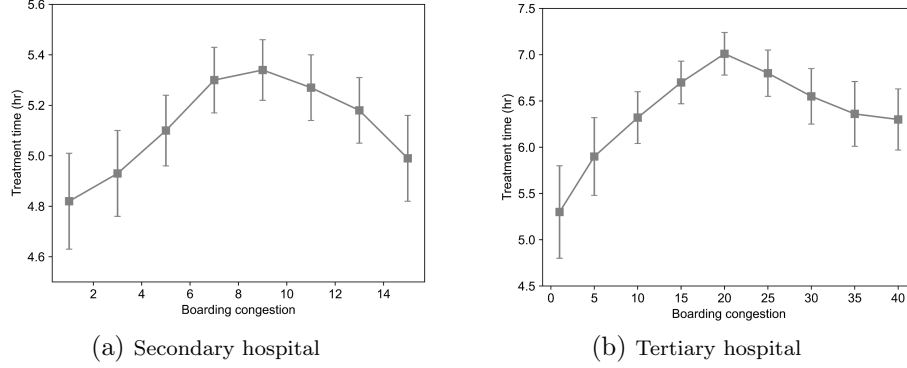 5.6
5.4
5.2
5.0
4.8
4.6
Treatment time (hr)
2 4 6 8 10 12 14
Boarding congestion
(a) Secondary hospital
7.5
7.0
6.5
6.0
5.5
5.0
4.5
Treatment time (hr)
0 5 10 15 20 25 30 35 40
Boarding congestion
(b) Tertiary hospital